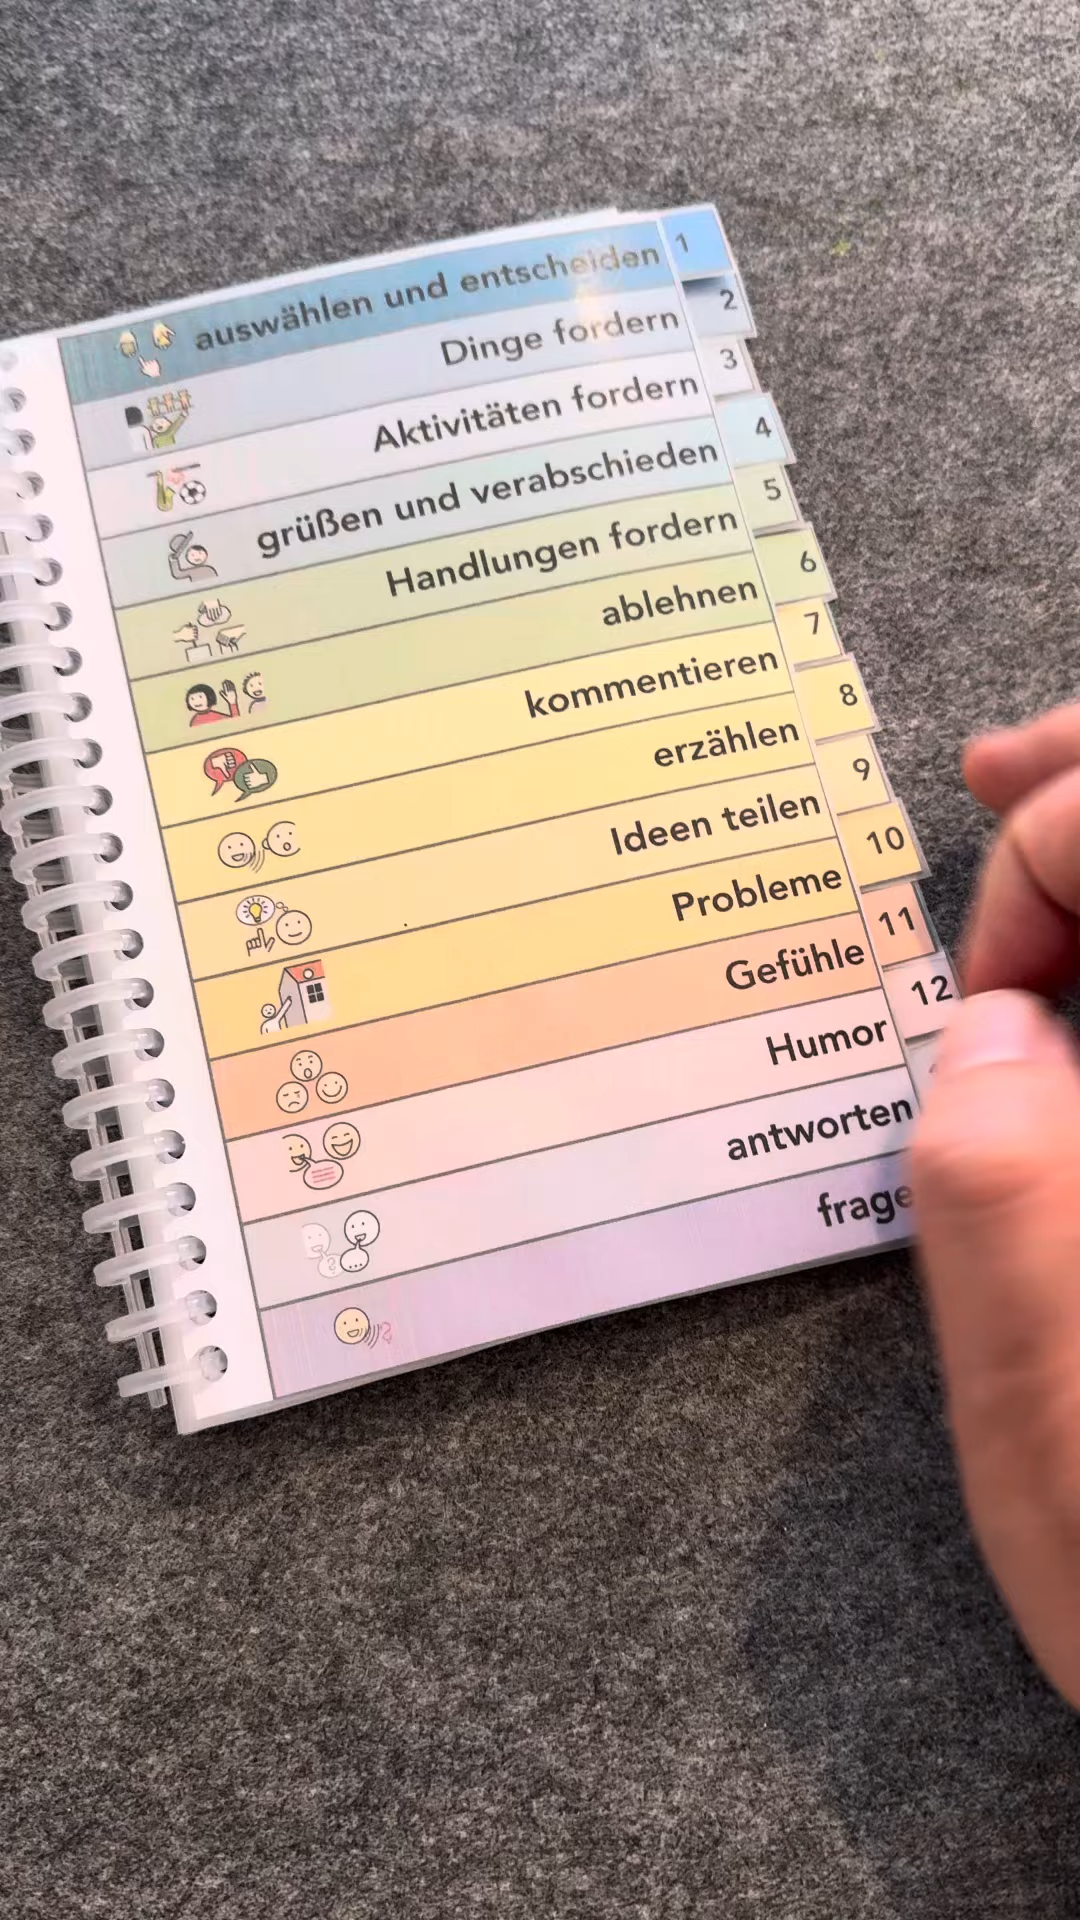 auswählen und entscheiden 1
Dinge fordern 2
Aktivitäten fordern 3
grüßen und verabschieden 4
Handlungen fordern 5
ablehnen 6
kommentieren 7
erzählen 8
Ideen teilen 9
Probleme 10
Gefühle 11
Humor 12
antworten
frage